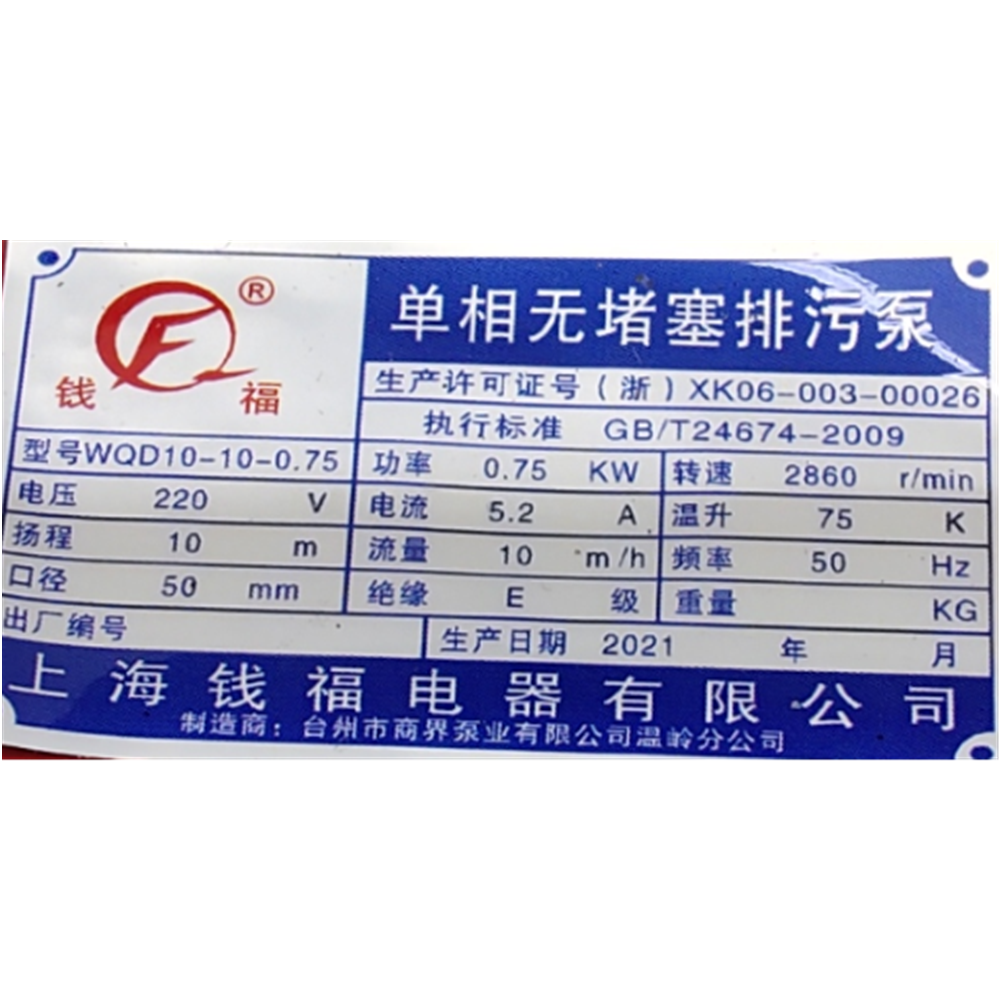 ®
钱 福
单相无堵塞排污泵
生产许可证号（浙）XK06-003-00026
执行标准 GB/T24674-2009
型号WQD10-10-0.75 功率 0.75 KW 转速 2860 r/min
电压 220 V 电流 5.2 A 温升 75 K
扬程 10 m 流量 10 m/h 频率 50 Hz
口径 50 mm 绝缘 E 级 重量 KG
出厂编号 生产日期 2021 年 月
上海钱福电器有限公司
制造商：台州市商界泵业有限公司温岭分公司